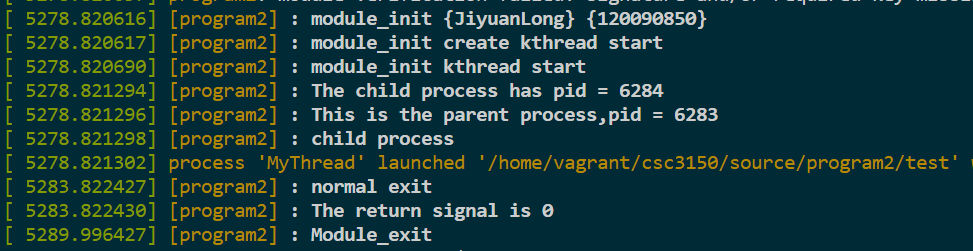 [ 5278.820616] [program2] : module_init {JiyuanLong} {120090850}
[ 5278.820617] [program2] : module_init create kthread start
[ 5278.820690] [program2] : module_init kthread start
[ 5278.821294] [program2] : The child process has pid = 6284
[ 5278.821296] [program2] : This is the parent process,pid = 6283
[ 5278.821298] [program2] : child process
[ 5278.821302] process 'MyThread' launched '/home/vagrant/csc3150/source/program2/test'
[ 5283.822427] [program2] : normal exit
[ 5283.822430] [program2] : The return signal is 0
[ 5289.996427] [program2] : Module_exit